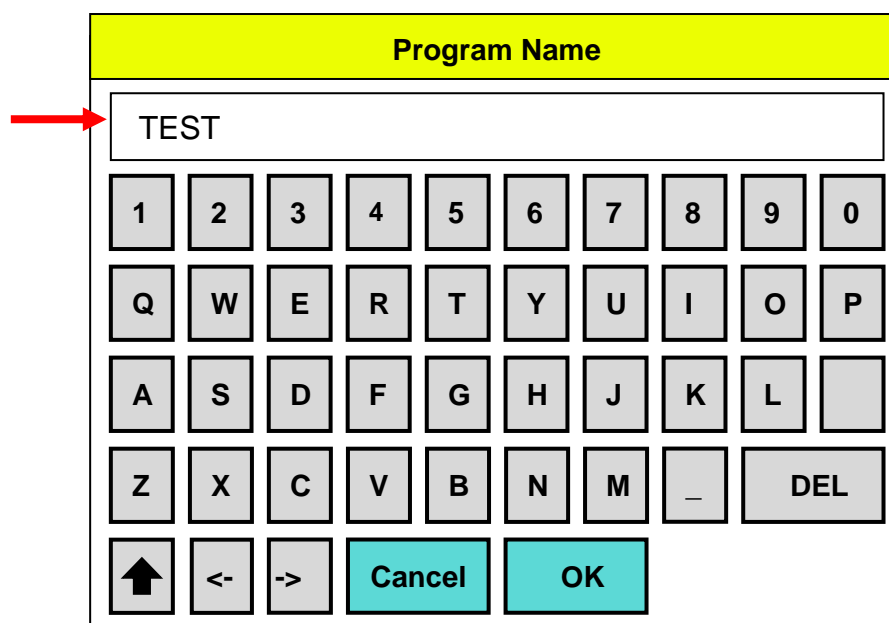 Program Name
TEST
1 2 3 4 5 6 7 8 9 0
Q W E R T Y U I O P
A S D F G H J K L
Z X C V B N M _ DEL
<- -> Cancel OK